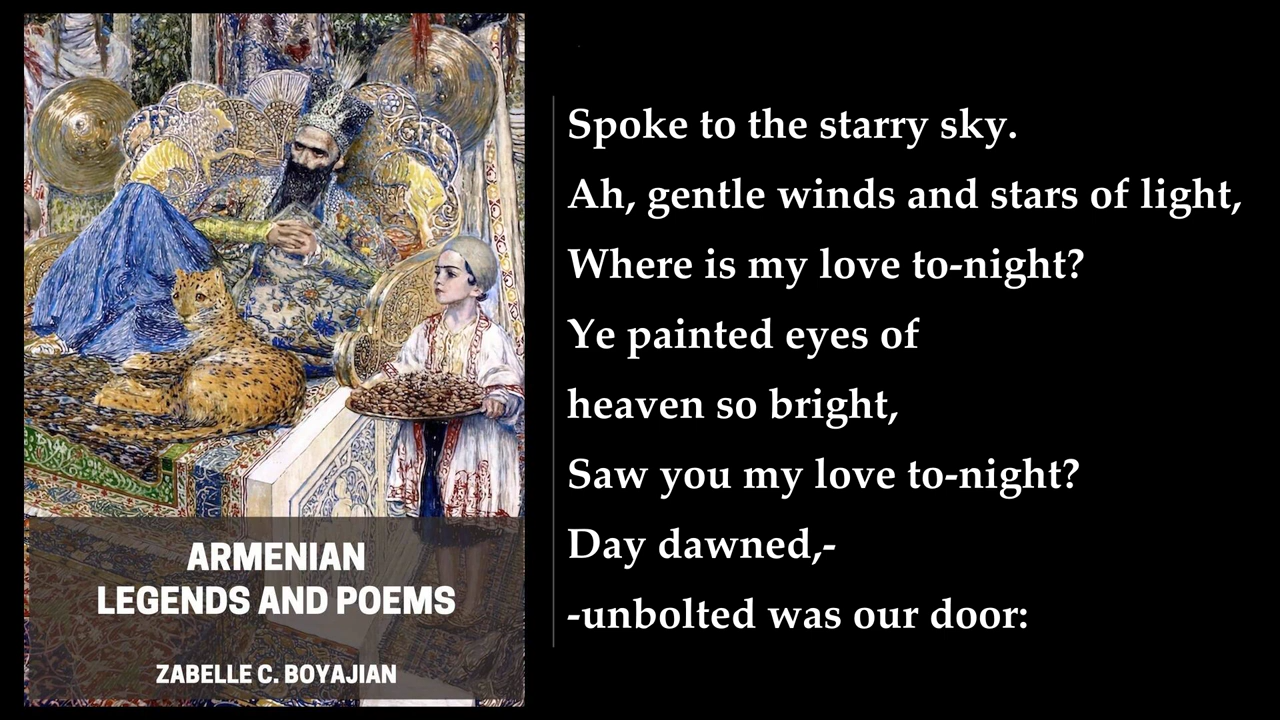 ARMENIAN
LEGENDS AND POEMS
ZABELLE C. BOYAJIAN
Spoke to the starry sky.
Ah, gentle winds and stars of light,
Where is my love to-night?
Ye painted eyes of
heaven so bright,
Saw you my love to-night?
Day dawned,-
-unbolted was our door: